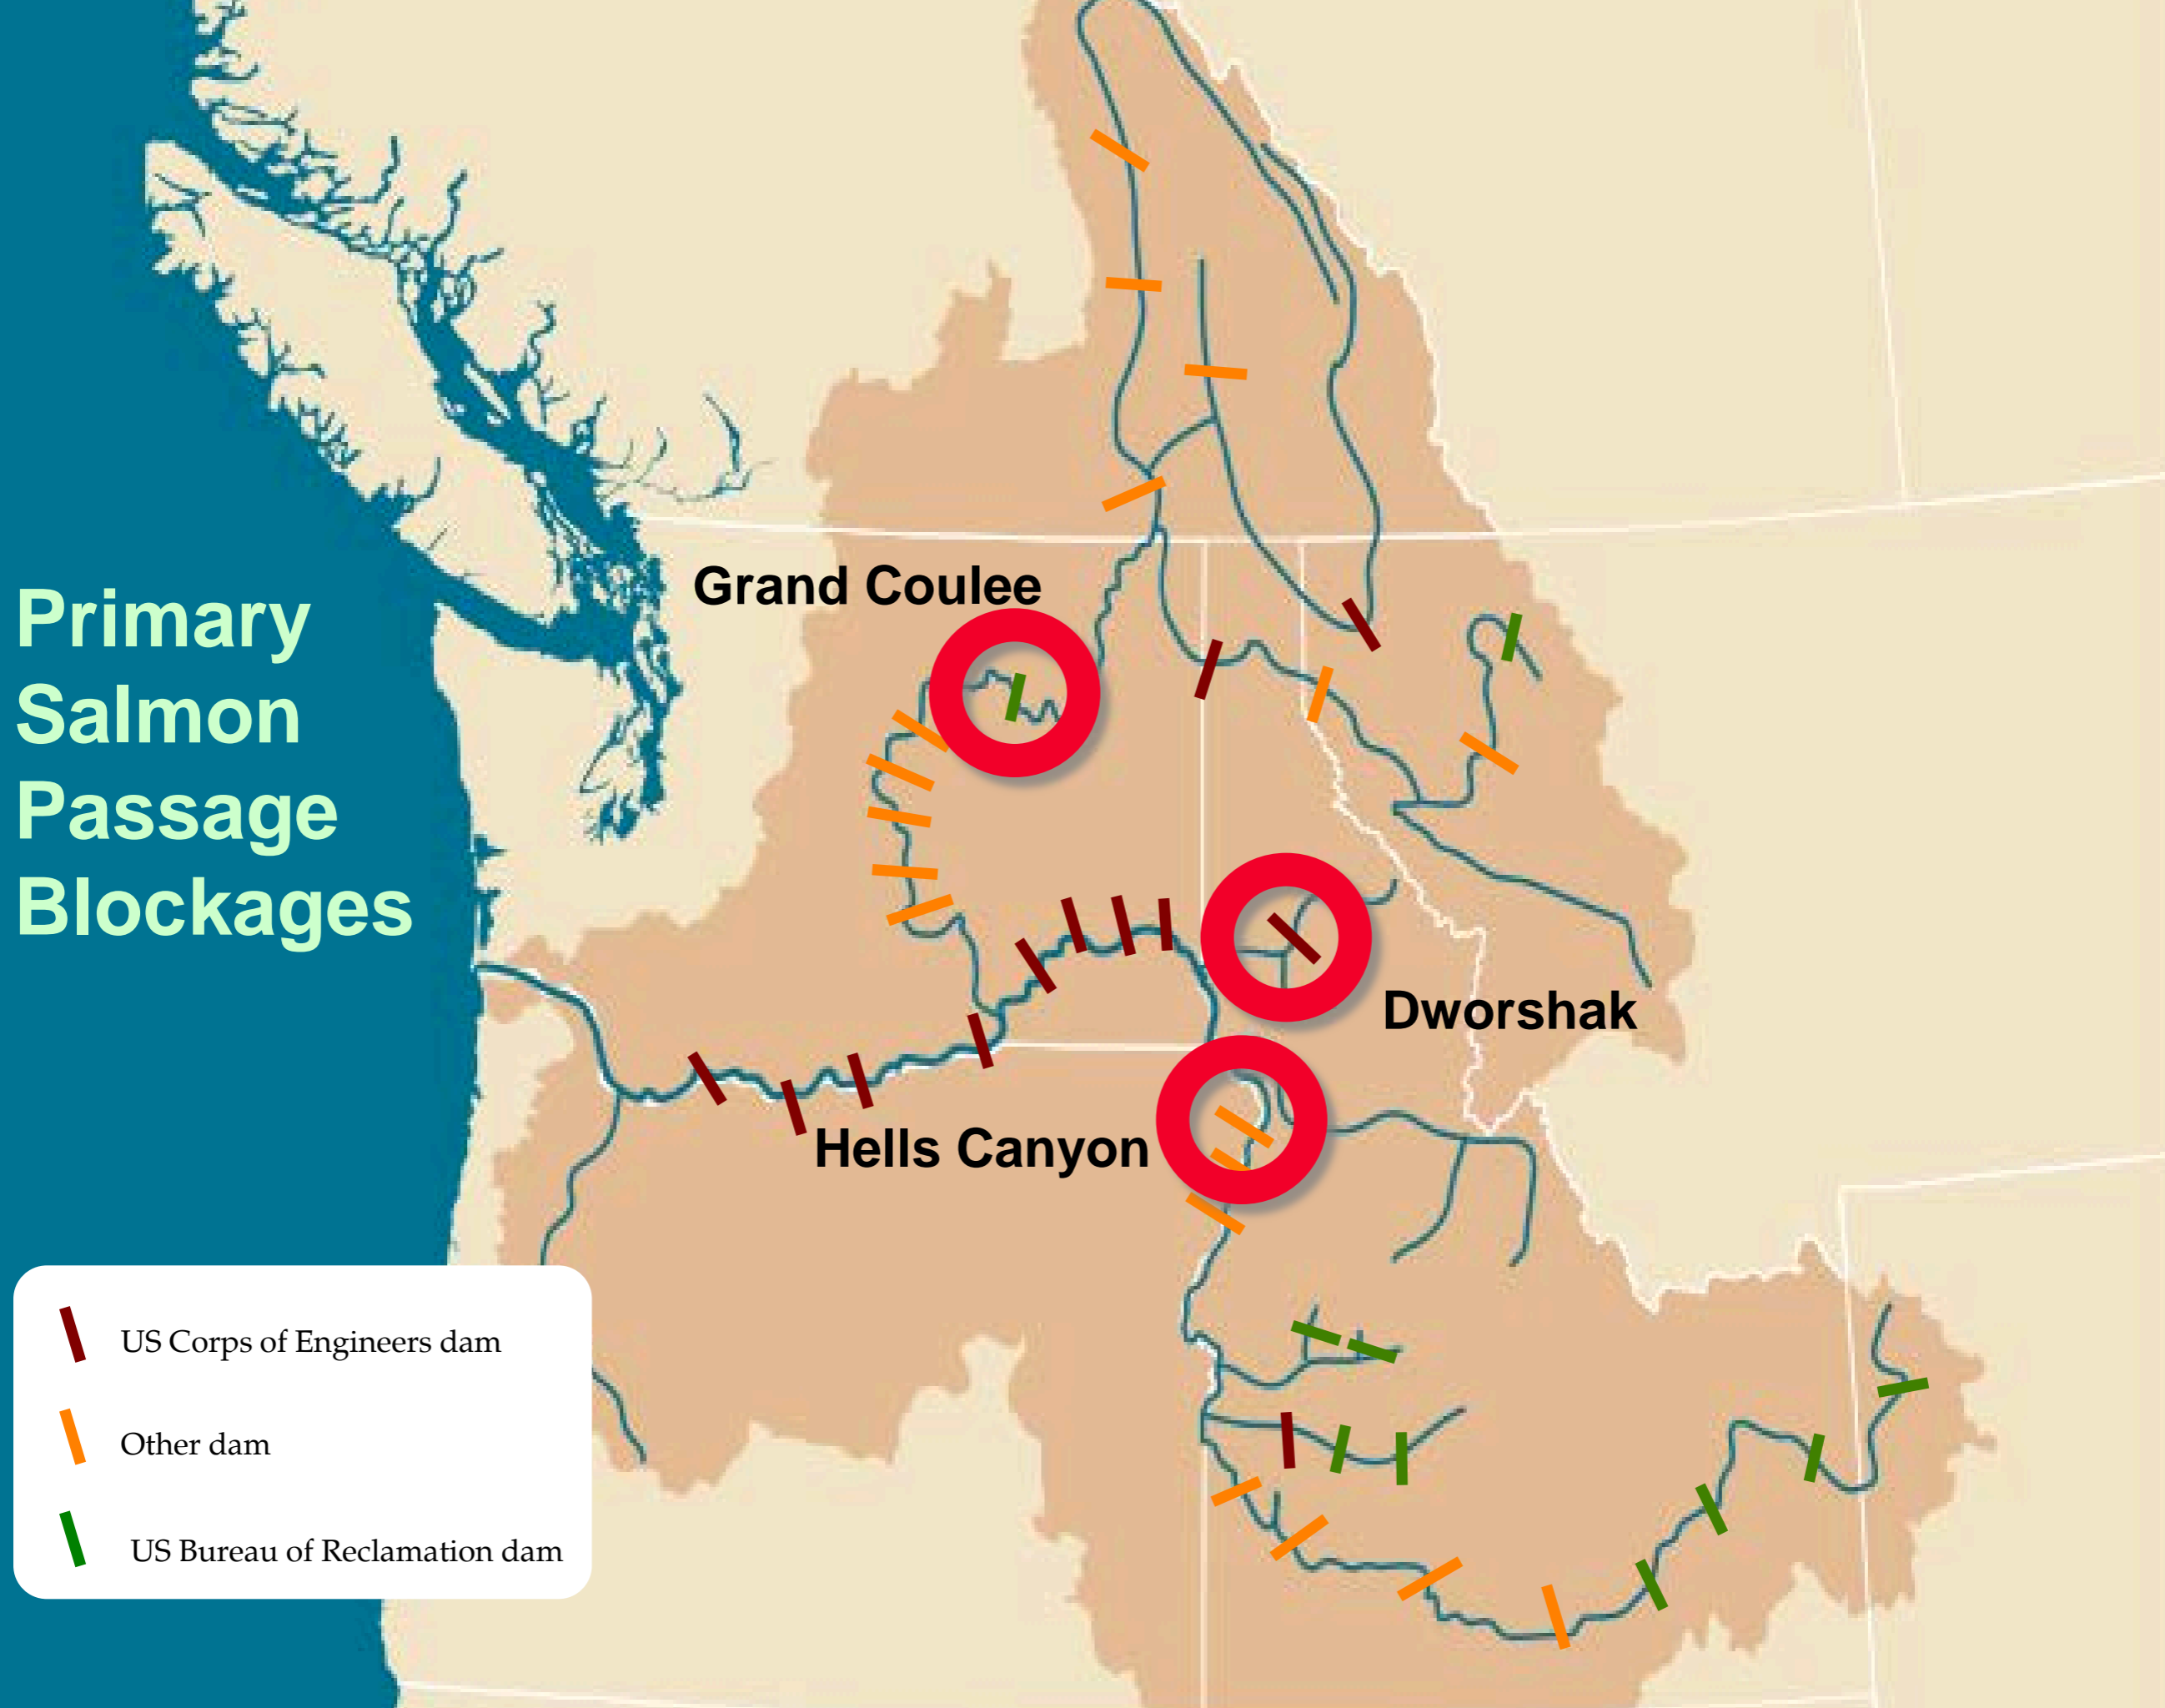 Primary
Salmon
Passage
Blockages
Grand Coulee
Dworshak
Hells Canyon
US Corps of Engineers dam
Other dam
US Bureau of Reclamation dam